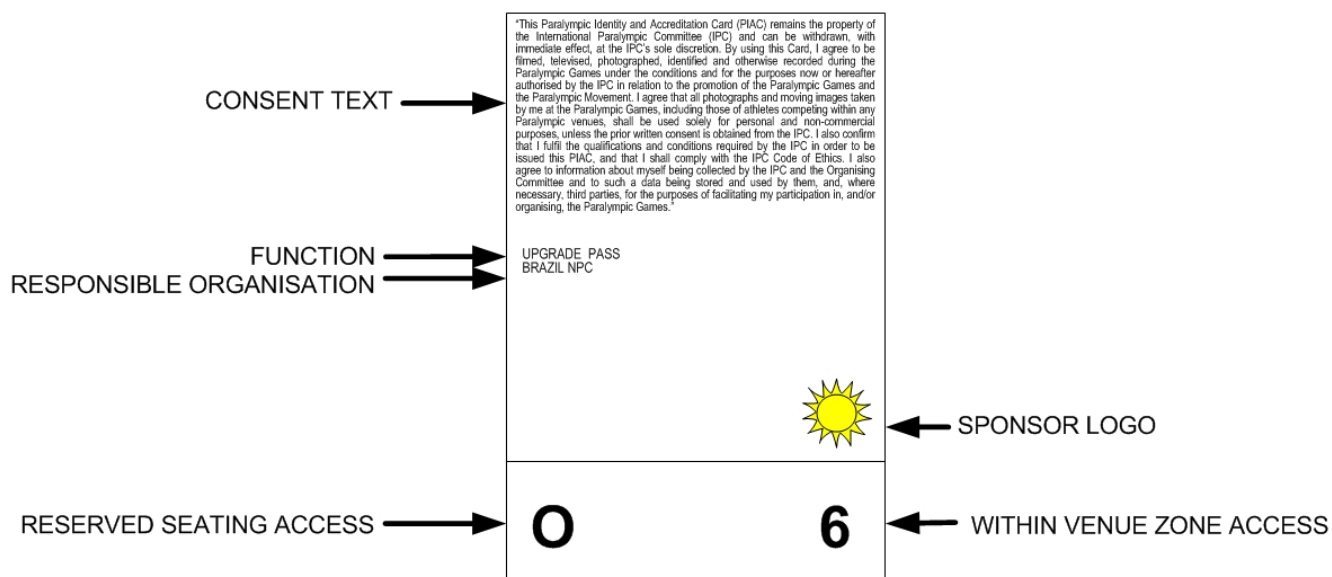 "This Paralympic Identity and Accreditation Card (PIAC) remains the property of
the International Paralympic Committee (IPC) and can be withdrawn, with
immediate effect, at the IPC's sole discretion. By using this Card, I agree to be
filmed, televised, photographed, identified and otherwise recorded during the
Paralympic Games under the conditions and for the purposes now or hereafter
authorised by the IPC in relation to the promotion of the Paralympic Games and
the Paralympic Movement. I agree that all photographs and moving images taken
by me at the Paralympic Games, including those of athletes competing within any
Paralympic venues, shall be used solely for personal and non-commercial
purposes, unless the prior written consent is obtained from the IPC. I also confirm
that I fulfil the qualifications and conditions required by the IPC in order to be
issued this PIAC, and that I shall comply with the IPC Code of Ethics. I also
agree to information about myself being collected by the IPC and the Organising
Committee and to such a data being stored and used by them, and, where
necessary, third parties, for the purposes of facilitating my participation in, and/or
organising, the Paralympic Games."
CONSENT TEXT
FUNCTION
UPGRADE PASS
RESPONSIBLE ORGANISATION
BRAZIL NPC
SPONSOR LOGO
RESERVED SEATING ACCESS
O
6
WITHIN VENUE ZONE ACCESS